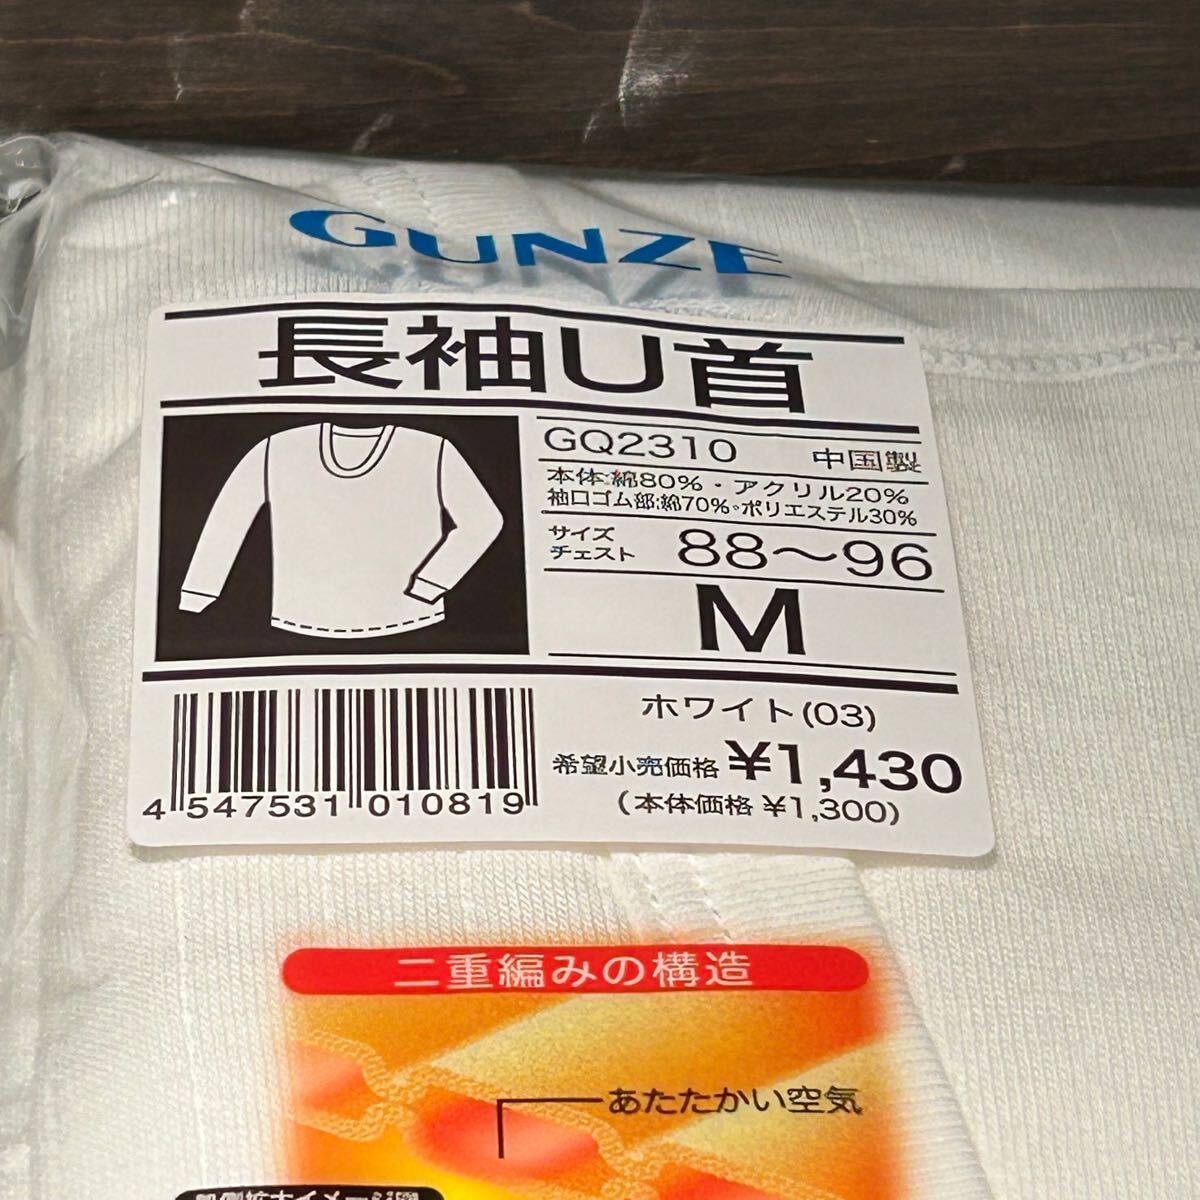 GUNZE
長袖U首
GQ2310 中国製
本体:綿80%・アクリル20%
袖口ゴム部:綿70%・ポリエステル30%
サイズ
チェスト 88〜96
M
ホワイト(03)
希望小売価格 ¥1,430
(本体価格 ¥1,300)
4 547531 010819
二重編みの構造
あたたかい空気